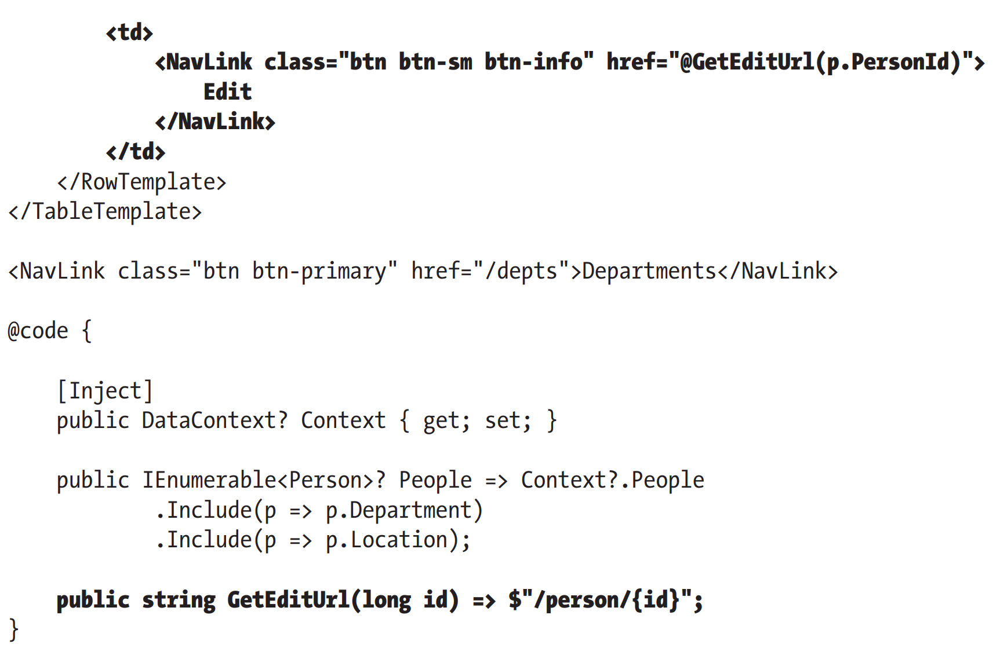 <td>
            <NavLink class="btn btn-sm btn-info" href="@GetEditUrl(p.PersonId)">
                Edit
            </NavLink>
        </td>
    </RowTemplate>
</TableTemplate>

<NavLink class="btn btn-primary" href="/depts">Departments</NavLink>

@code {

    [Inject]
    public DataContext? Context { get; set; }

    public IEnumerable<Person>? People => Context?.People
            .Include(p => p.Department)
            .Include(p => p.Location);

    public string GetEditUrl(long id) => $"/person/{id}";
}